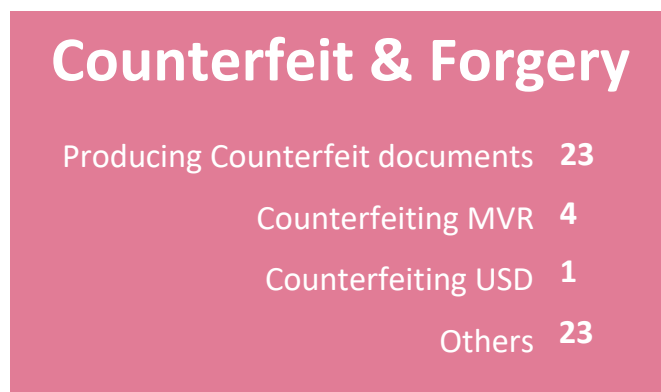 Counterfeit & Forgery
Producing Counterfeit documents 23
Counterfeiting MVR 4
Counterfeiting USD 1
Others 23